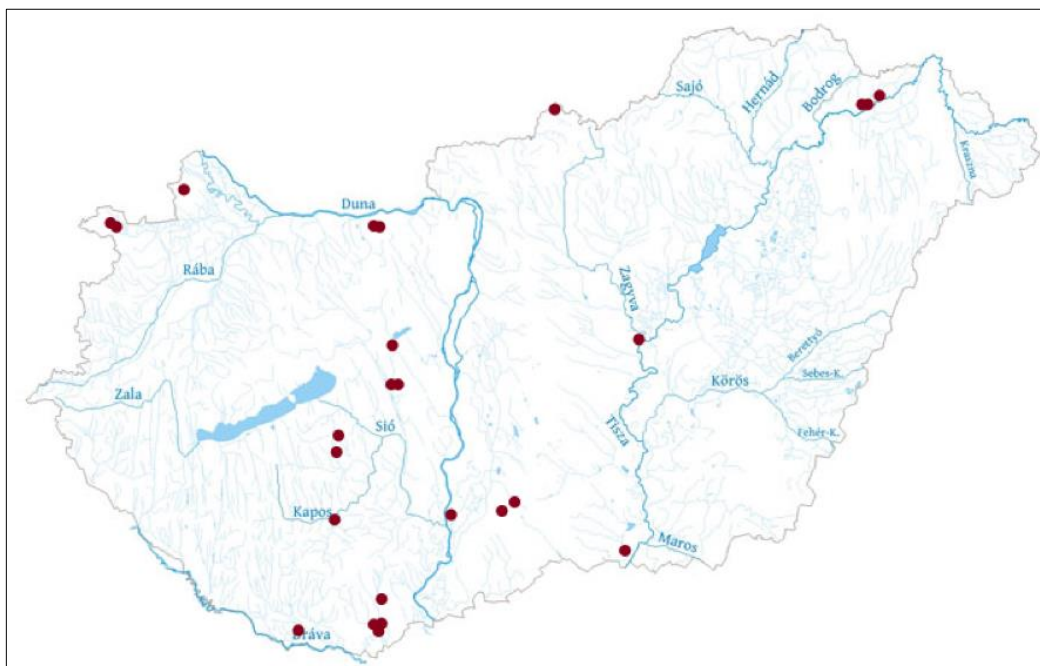 Sajó
Hernád
Bodrog
Kraszna
Duna
Rába
Zagyva
Berettyó
Sebes-K.
Körös
Fehér-K.
Zala
Sió
Tisza
Kapos
Maros
Dráva